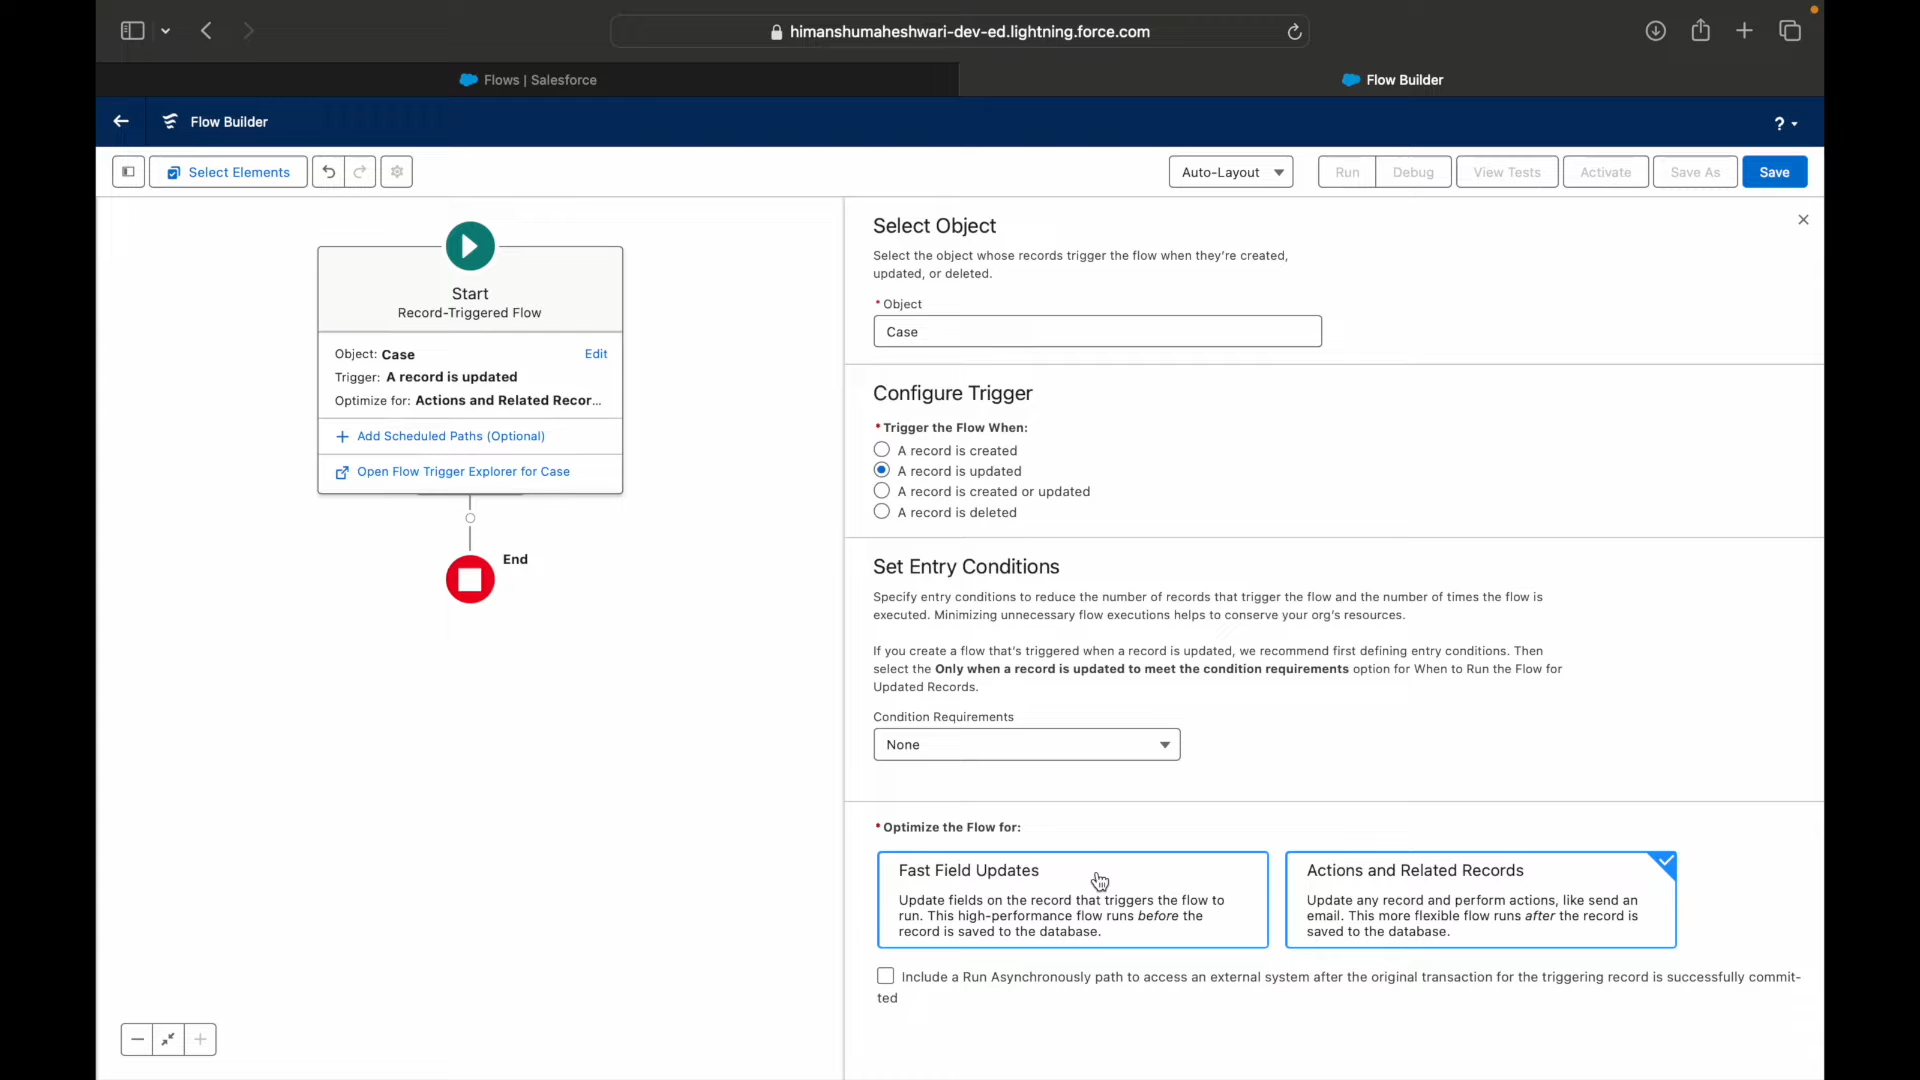 himanshumaheshwari-dev-ed.lightning.force.com
Flows | Salesforce
Flow Builder
Flow Builder
?
Select Elements
Auto-Layout
Run
Debug
View Tests
Activate
Save As
Save
Start
Record-Triggered Flow
Object: Case
Edit
Trigger: A record is updated
Optimize for: Actions and Related Recor...
Add Scheduled Paths (Optional)
Open Flow Trigger Explorer for Case
End
Select Object
Select the object whose records trigger the flow when they're created,
updated, or deleted.
* Object
Case
Configure Trigger
* Trigger the Flow When:
A record is created
A record is updated
A record is created or updated
A record is deleted
Set Entry Conditions
Specify entry conditions to reduce the number of records that trigger the flow and the number of times the flow is
executed. Minimizing unnecessary flow executions helps to conserve your org's resources.
If you create a flow that's triggered when a record is updated, we recommend first defining entry conditions. Then
select the Only when a record is updated to meet the condition requirements option for When to Run the Flow for
Updated Records.
Condition Requirements
None
* Optimize the Flow for:
Fast Field Updates
Update fields on the record that triggers the flow to
run. This high-performance flow runs before the
record is saved to the database.
Actions and Related Records
Update any record and perform actions, like send an
email. This more flexible flow runs after the record is
saved to the database.
Include a Run Asynchronously path to access an external system after the original transaction for the triggering record is successfully commit-
ted